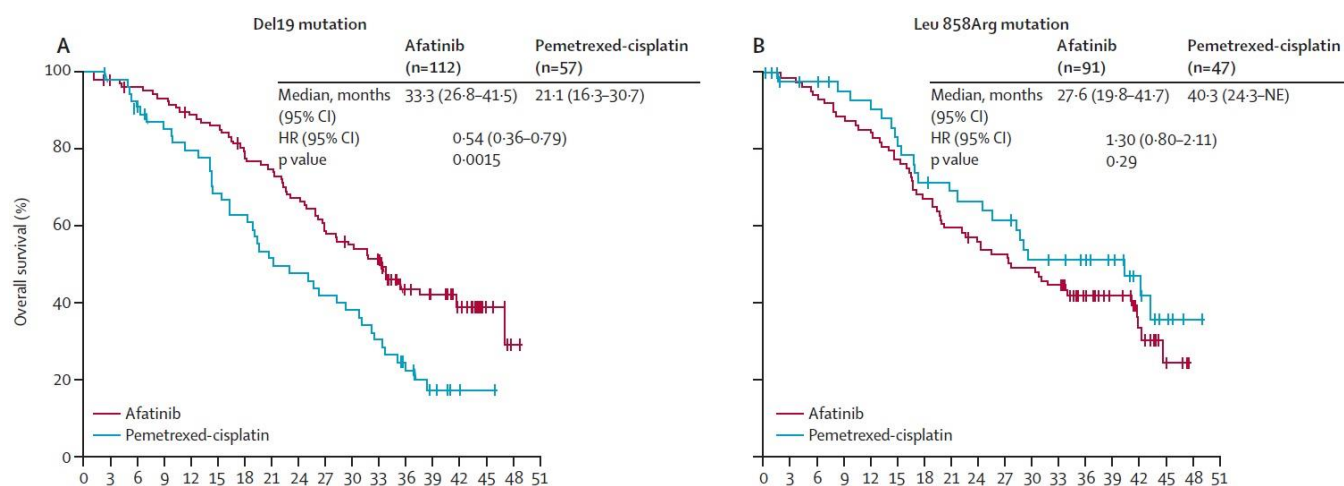 Del19 mutation
A
Afatinib Pemetrexed-cisplatin
(n=112) (n=57)
Median, months 33·3 (26·8–41·5) 21·1 (16·3–30·7)
(95% CI)
HR (95% CI) 0·54 (0·36–0·79)
p value 0·0015
Overall survival (%)
100
80
60
40
20
0
Afatinib
Pemetrexed-cisplatin
0 3 6 9 12 15 18 21 24 27 30 33 36 39 42 45 48 51
Leu 858Arg mutation
B
Afatinib Pemetrexed-cisplatin
(n=91) (n=47)
Median, months 27·6 (19·8–41·7) 40·3 (24·3–NE)
(95% CI)
HR (95% CI) 1·30 (0·80–2·11)
p value 0·29
Afatinib
Pemetrexed-cisplatin
0 3 6 9 12 15 18 21 24 27 30 33 36 39 42 45 48 51